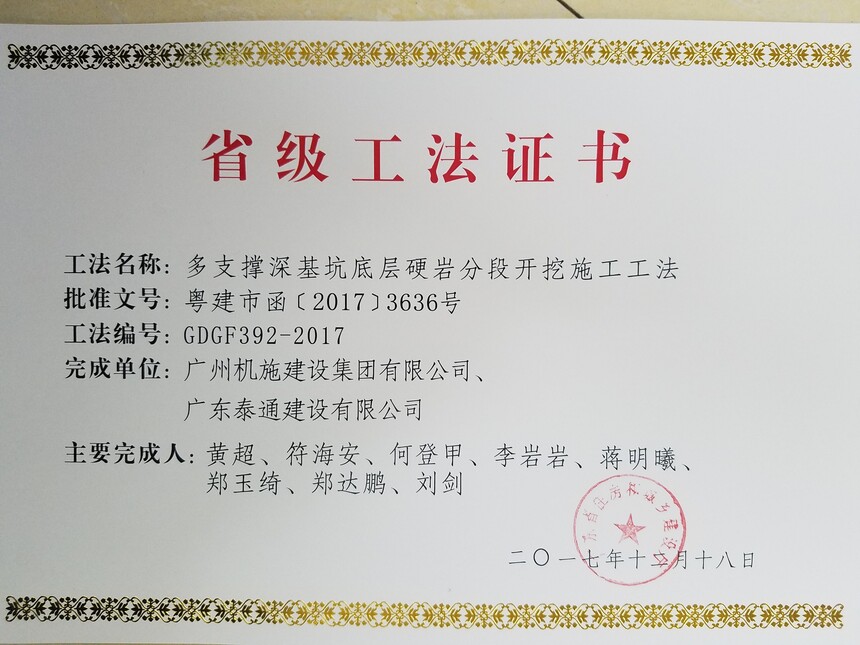 省级工法证书
工法名称：多支撑深基坑底层硬岩分段开挖施工工法
批准文号：粤建市函〔2017〕3636号
工法编号：GDGF392-2017
完成单位：广州机施建设集团有限公司、
广东泰通建设有限公司
主要完成人：黄超、符海安、何登甲、李岩岩、蒋明曦、
郑玉绮、郑达鹏、刘剑
二〇一七年十二月十八日